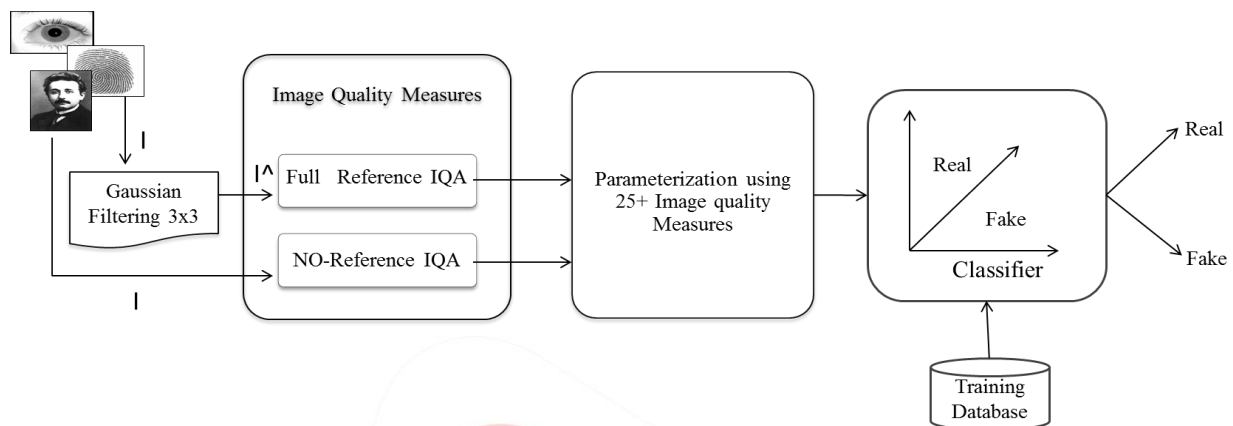 Image Quality Measures
I
I^
Full Reference IQA
Gaussian
Filtering 3x3
NO-Reference IQA
I
Parameterization using
25+ Image quality
Measures
Real
Fake
Classifier
Real
Fake
Training
Database